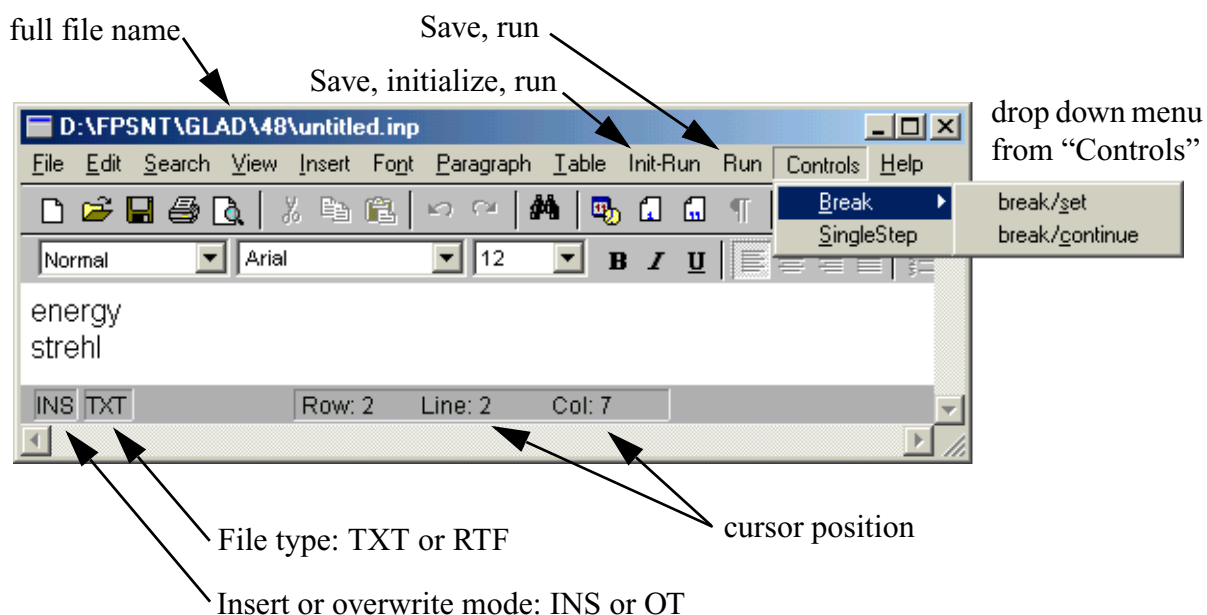 full file name
Save, run
Save, initialize, run
drop down menu
from “Controls”
D:\FPSNT\GLAD\48\untitled.inp
File Edit Search View Insert Font Paragraph Table Init-Run Run Controls Help
Break
break/set
SingleStep
break/continue
Normal Arial 12 B I U
energy
strehl
INS TXT Row: 2 Line: 2 Col: 7
cursor position
File type: TXT or RTF
Insert or overwrite mode: INS or OT